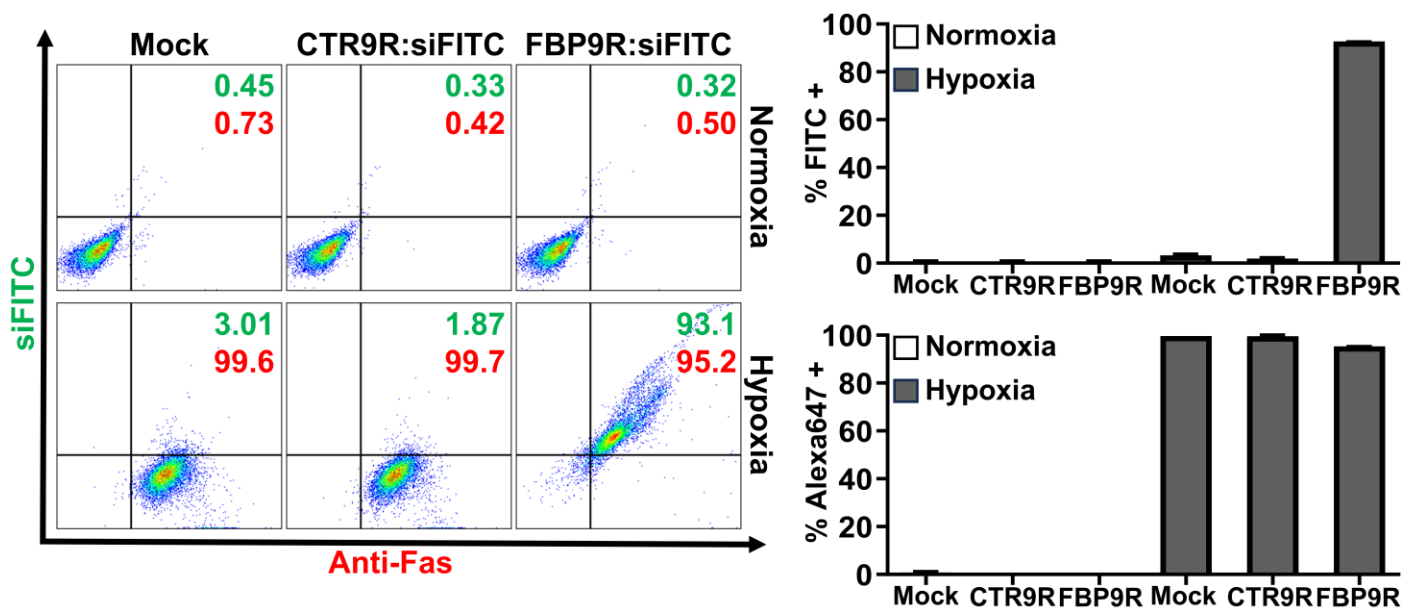 Mock
CTR9R:siFITC
FBP9R:siFITC
0.45
0.73
0.33
0.42
0.32
0.50
Normoxia
3.01
99.6
1.87
99.7
93.1
95.2
Hypoxia
siFITC
Anti-Fas
% FITC +
100
80
60
40
20
0
Normoxia
Hypoxia
Mock CTR9R FBP9R Mock CTR9R FBP9R
% Alexa647 +
100
80
60
40
20
0
Normoxia
Hypoxia
Mock CTR9R FBP9R Mock CTR9R FBP9R